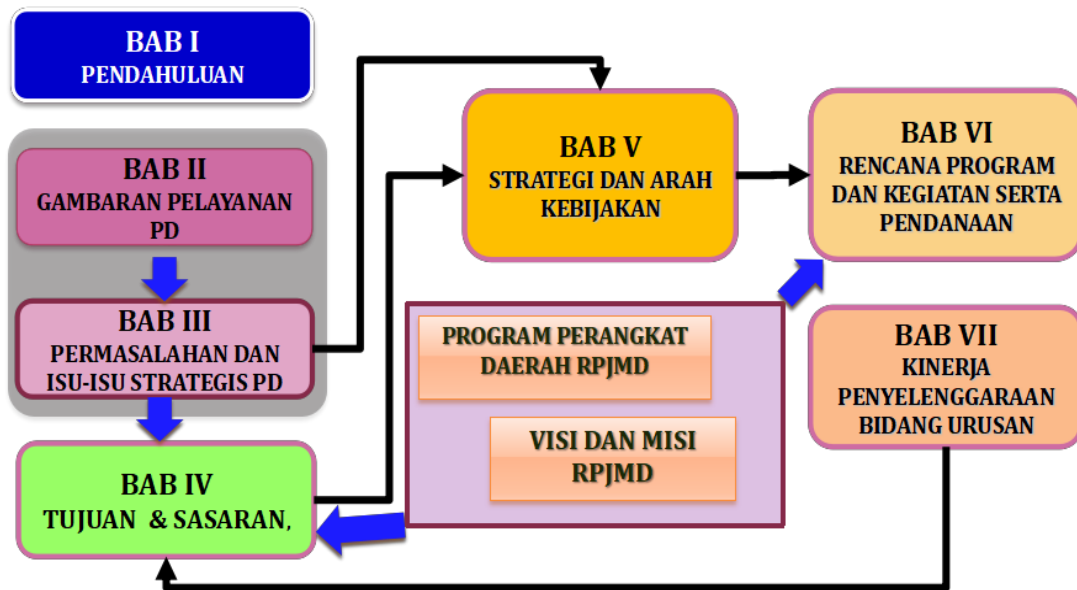 BAB I
PENDAHULUAN
BAB II
GAMBARAN PELAYANAN
PD
BAB III
PERMASALAHAN DAN
ISU-ISU STRATEGIS PD
BAB IV
TUJUAN & SASARAN,
BAB V
STRATEGI DAN ARAH
KEBIJAKAN
PROGRAM PERANGKAT
DAERAH RPJMD
VISI DAN MISI
RPJMD
BAB VI
RENCANA PROGRAM
DAN KEGIATAN SERTA
PENDANAAN
BAB VII
KINERJA
PENYELENGGARAAN
BIDANG URUSAN